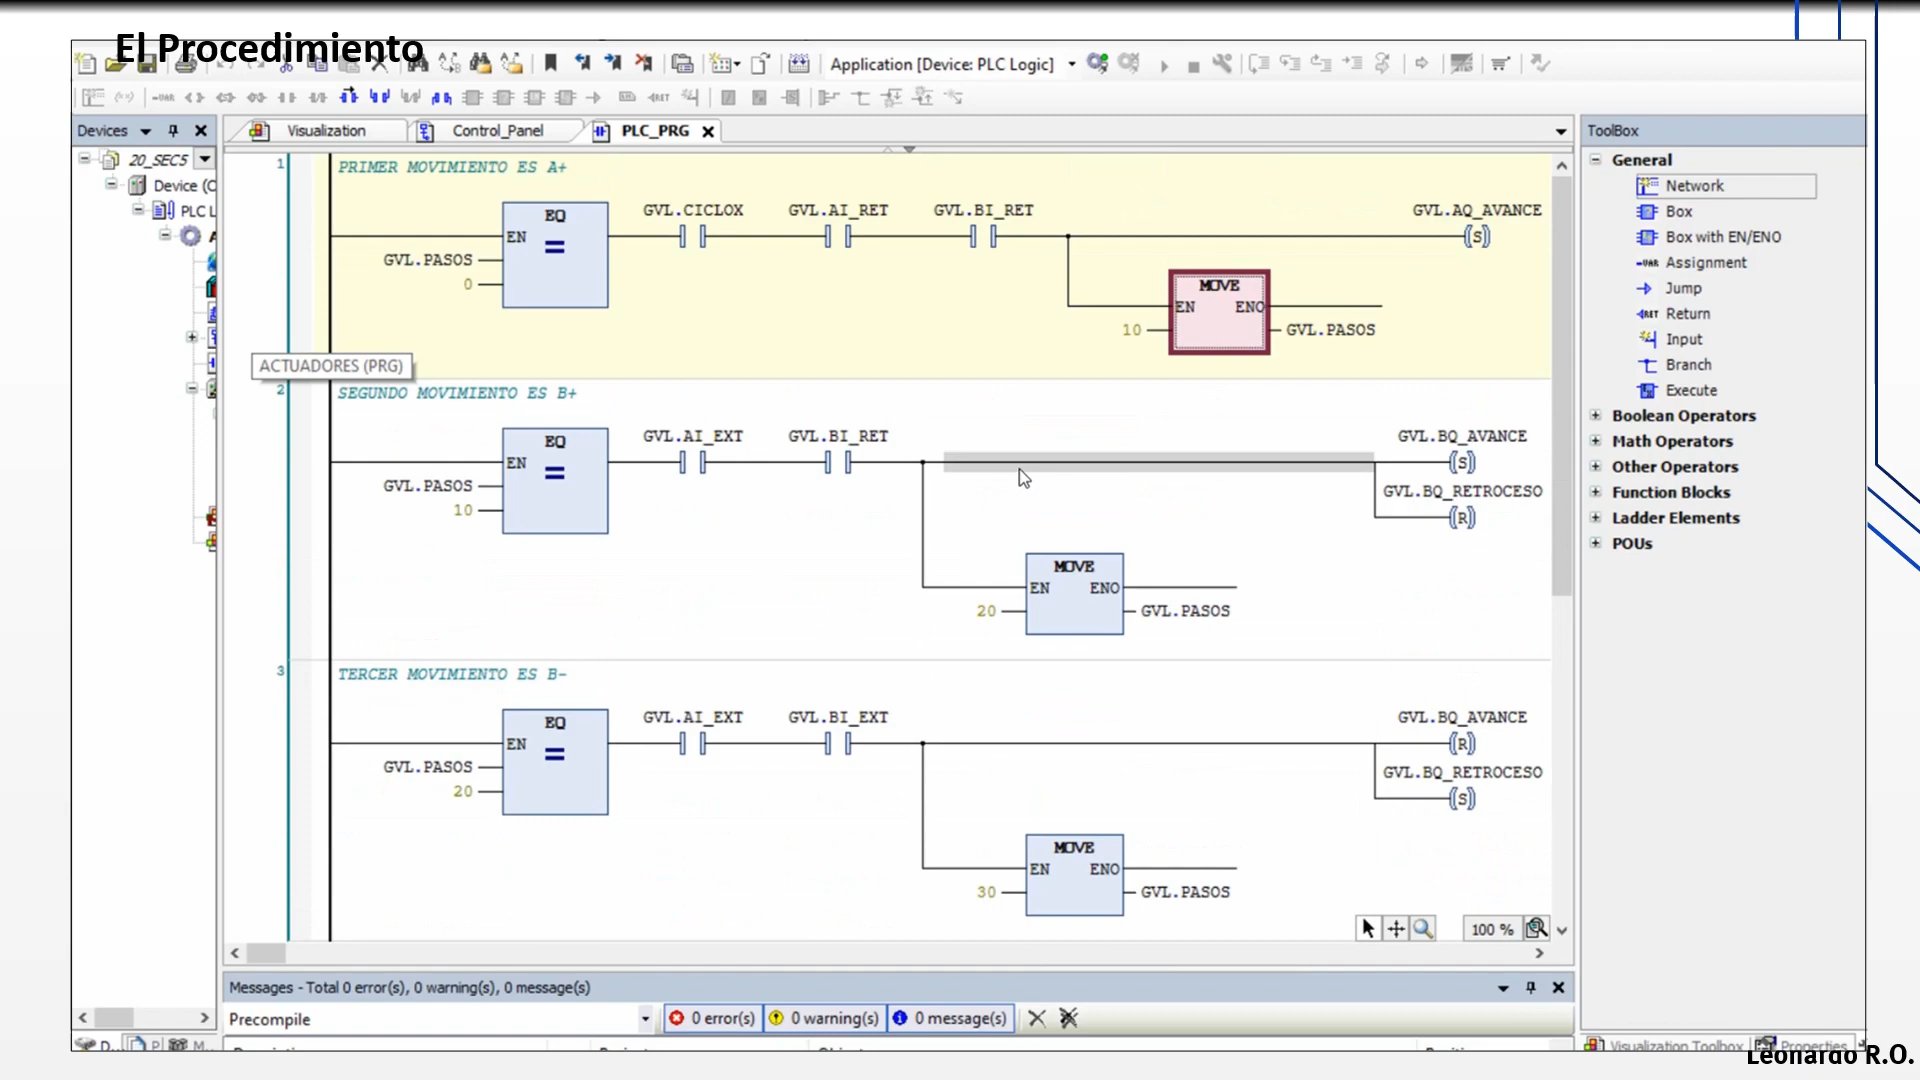 El Procedimiento
Application [Device: PLC Logic]
Devices
Visualization
Control_Panel
PLC_PRG
ToolBox
20_SEC5
Device (C
PLC L
A
General
Network
Box
Box with EN/ENO
Assignment
Jump
Return
Input
Branch
Execute
Boolean Operators
Math Operators
Other Operators
Function Blocks
Ladder Elements
POUs
1
PRIMER MOVIMIENTO ES A+
EQ
EN
=
GVL.PASOS
0
GVL.CICLOX
GVL.AI_RET
GVL.BI_RET
GVL.AQ_AVANCE
(S)
MOVE
EN ENO
10
GVL.PASOS
ACTUADORES (PRG)
2
SEGUNDO MOVIMIENTO ES B+
EQ
EN
=
GVL.PASOS
10
GVL.AI_EXT
GVL.BI_RET
GVL.BQ_AVANCE
(S)
GVL.BQ_RETROCESO
(R)
MOVE
EN ENO
20
GVL.PASOS
3
TERCER MOVIMIENTO ES B-
EQ
EN
=
GVL.PASOS
20
GVL.AI_EXT
GVL.BI_EXT
GVL.BQ_AVANCE
(R)
GVL.BQ_RETROCESO
(S)
MOVE
EN ENO
30
GVL.PASOS
100 %
Messages - Total 0 error(s), 0 warning(s), 0 message(s)
Precompile
0 error(s)
0 warning(s)
0 message(s)
D...
P
M...
Visualization Toolbox
Properties
Leonardo R.O.